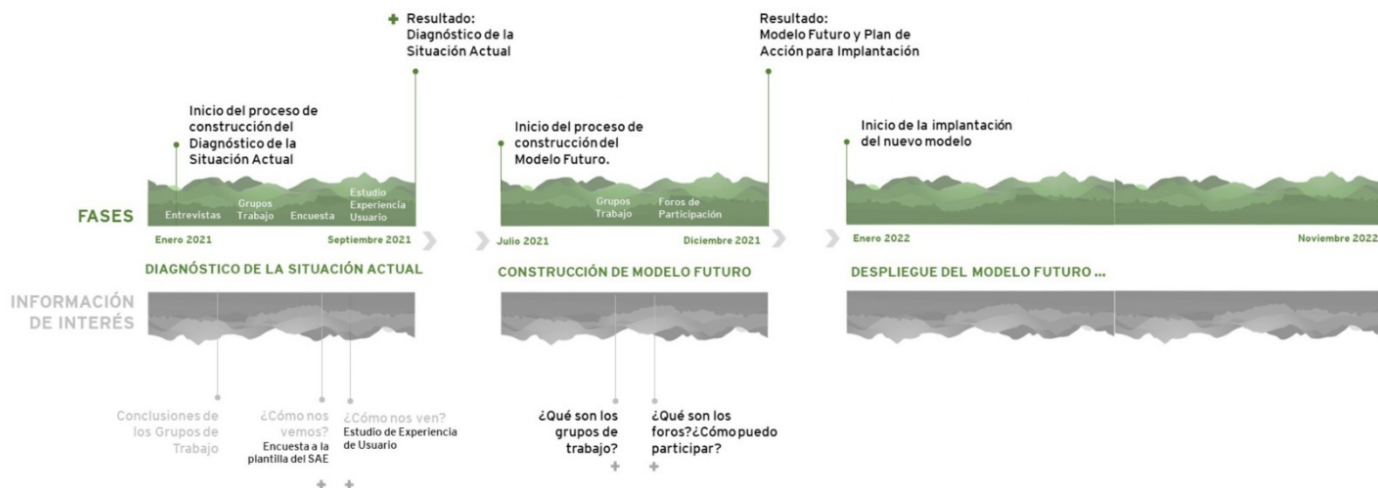 + Resultado:
Diagnóstico de la
Situación Actual
Resultado:
Modelo Futuro y Plan de
Acción para Implantación
Inicio del proceso de
construcción del
Diagnóstico de la
Situación Actual
Inicio del proceso de
construcción del
Modelo Futuro.
Inicio de la implantación
del nuevo modelo
FASES
Entrevistas
Grupos
Trabajo
Encuesta
Estudio
Experiencia
Usuario
Grupos
Trabajo
Foros de
Participación
Enero 2021
Septiembre 2021
Julio 2021
Diciembre 2021
Enero 2022
Noviembre 2022
DIAGNÓSTICO DE LA SITUACIÓN ACTUAL
CONSTRUCCIÓN DE MODELO FUTURO
DESPLIEGUE DEL MODELO FUTURO ...
INFORMACIÓN
DE INTERÉS
Conclusiones de
los Grupos de
Trabajo
¿Cómo nos
vemos?
Encuesta a la
plantilla del SAE
+
¿Cómo nos ven?
Estudio de Experiencia
de Usuario
+
¿Qué son los
grupos de
trabajo?
+
¿Qué son los
foros?¿Cómo puedo
participar?
+